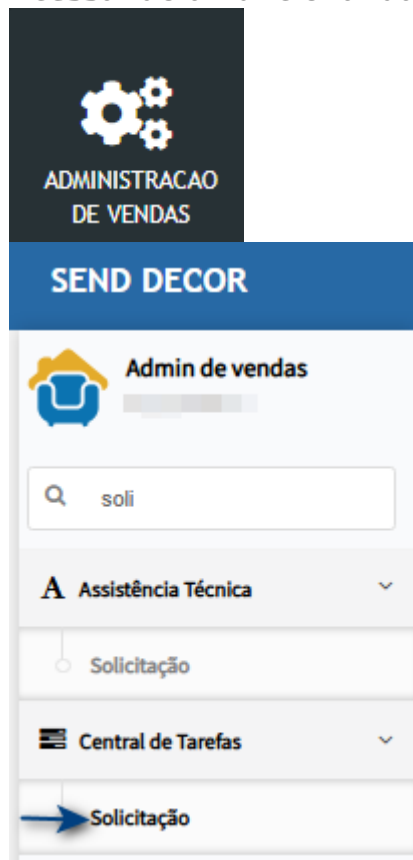 ADMINISTRACAO
DE VENDAS
SEND DECOR
Admin de vendas
soli
A Assistência Técnica
Solicitação
Central de Tarefas
Solicitação